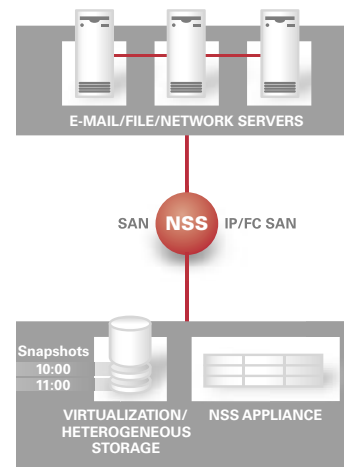 E-MAIL/FILE/NETWORK SERVERS
SAN NSS IP/FC SAN
Snapshots
10:00
11:00
VIRTUALIZATION/
HETEROGENEOUS
STORAGE
NSS APPLIANCE